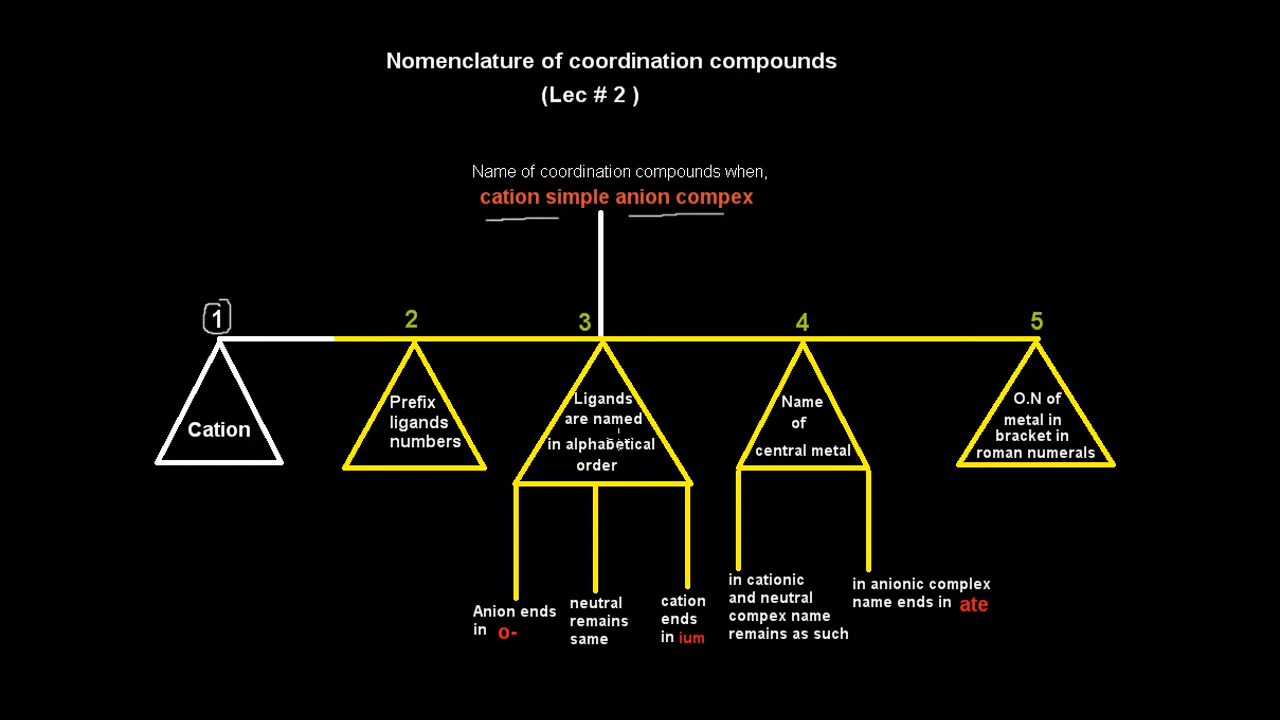 Nomenclature of coordination compounds
(Lec # 2 )
Name of coordination compounds when,
cation simple anion compex
1
2
3
4
5
Cation
Prefix
ligands
numbers
Ligands
are named
in alphabetical
order
Name
of
central metal
O.N of
metal in
bracket in
roman numerals
Anion ends
in o-
neutral
remains
same
cation
ends
in ium
in cationic
and neutral
compex name
remains as such
in anionic complex
name ends in ate